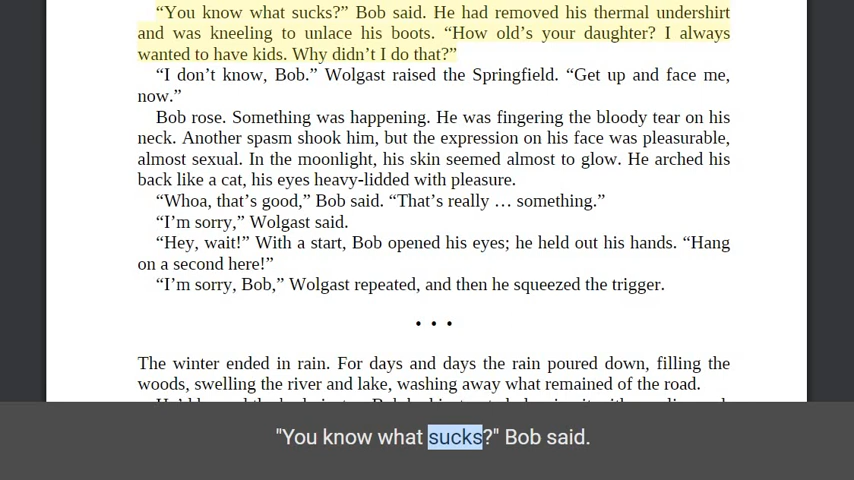 “You know what sucks?” Bob said. He had removed his thermal undershirt
and was kneeling to unlace his boots. “How old’s your daughter? I always
wanted to have kids. Why didn’t I do that?”
“I don’t know, Bob.” Wolgast raised the Springfield. “Get up and face me,
now.”
Bob rose. Something was happening. He was fingering the bloody tear on his
neck. Another spasm shook him, but the expression on his face was pleasurable,
almost sexual. In the moonlight, his skin seemed almost to glow. He arched his
back like a cat, his eyes heavy-lidded with pleasure.
“Whoa, that’s good,” Bob said. “That’s really … something.”
“I’m sorry,” Wolgast said.
“Hey, wait!” With a start, Bob opened his eyes; he held out his hands. “Hang
on a second here!”
“I’m sorry, Bob,” Wolgast repeated, and then he squeezed the trigger.
• • •
The winter ended in rain. For days and days the rain poured down, filling the
woods, swelling the river and lake, washing away what remained of the road.
"You know what sucks?" Bob said.